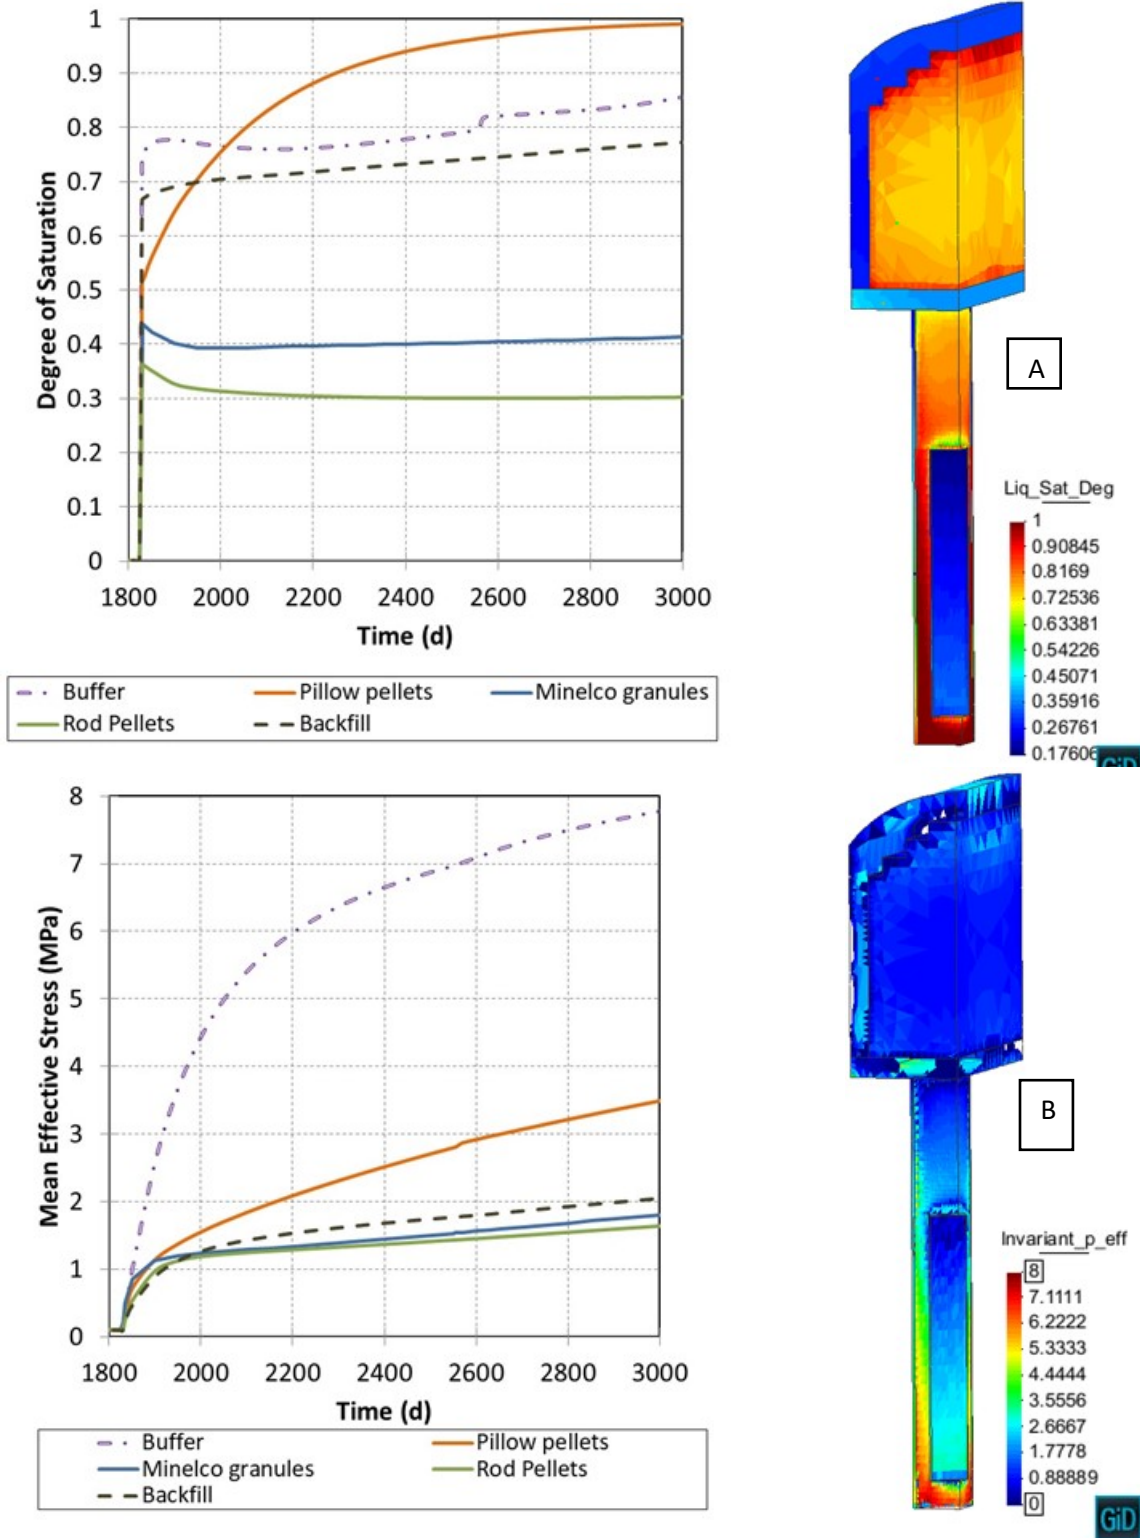 1
0.9
0.8
0.7
0.6
0.5
0.4
0.3
0.2
0.1
0
Degree of Saturation
1800 2000 2200 2400 2600 2800 3000
Time (d)
Buffer Pillow pellets Minelco granules
Rod Pellets Backfill
A
Liq_Sat_Deg
1
0.90845
0.8169
0.72536
0.63381
0.54226
0.45071
0.35916
0.26761
0.17606
GiD
8
7
6
5
4
3
2
1
0
Mean Effective Stress (MPa)
1800 2000 2200 2400 2600 2800 3000
Time (d)
Buffer Pillow pellets
Minelco granules Rod Pellets
Backfill
B
Invariant_p_eff
8
7.1111
6.2222
5.3333
4.4444
3.5556
2.6667
1.7778
0.88889
0
GiD